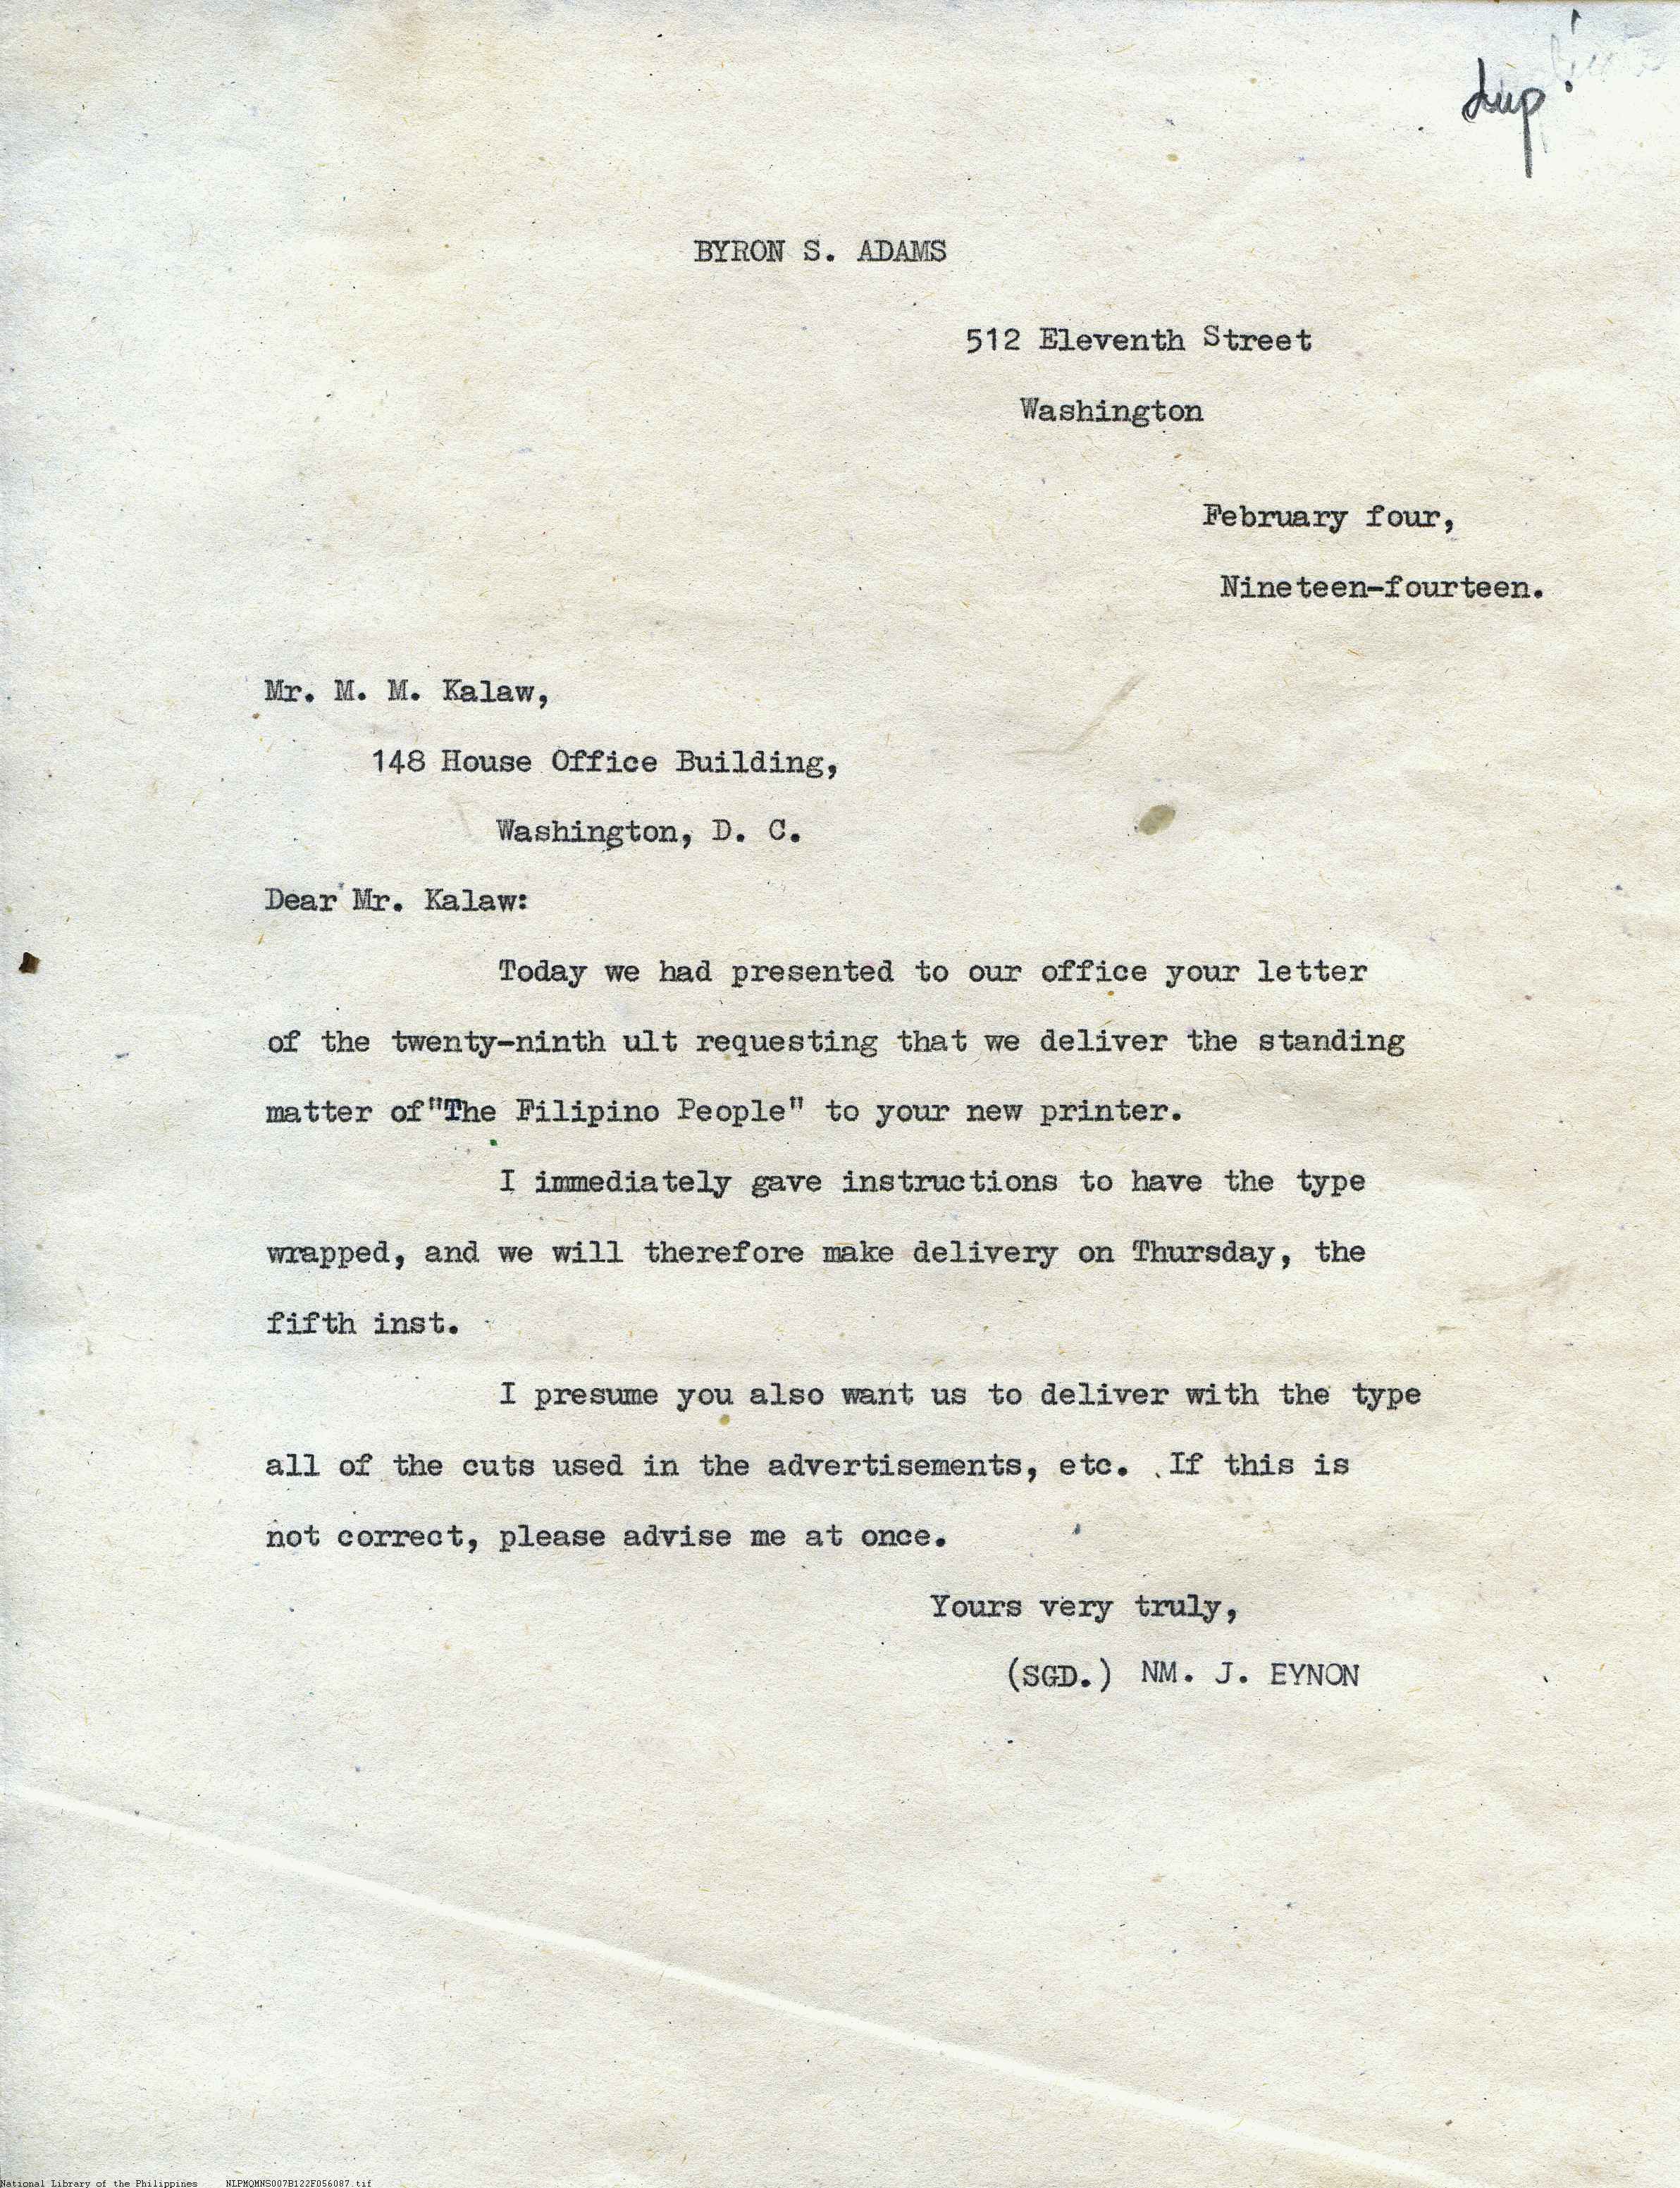 dup!
BYRON S. ADAMS
512 Eleventh Street
Washington
February four,
Nineteen-fourteen.
Mr. M. M. Kalaw,
148 House Office Building,
Washington, D. C.
Dear Mr. Kalaw:
Today we had presented to our office your letter
of the twenty-ninth ult requesting that we deliver the standing
matter of"The Filipino People" to your new printer.
I immediately gave instructions to have the type
wrapped, and we will therefore make delivery on Thursday, the
fifth inst.
I presume you also want us to deliver with the type
all of the cuts used in the advertisements, etc. If this is
not correct, please advise me at once.
Yours very truly,
(SGD.) NM. J. EYNON
National Library of the Philippines NLPMQMNS007B122F056087.tif